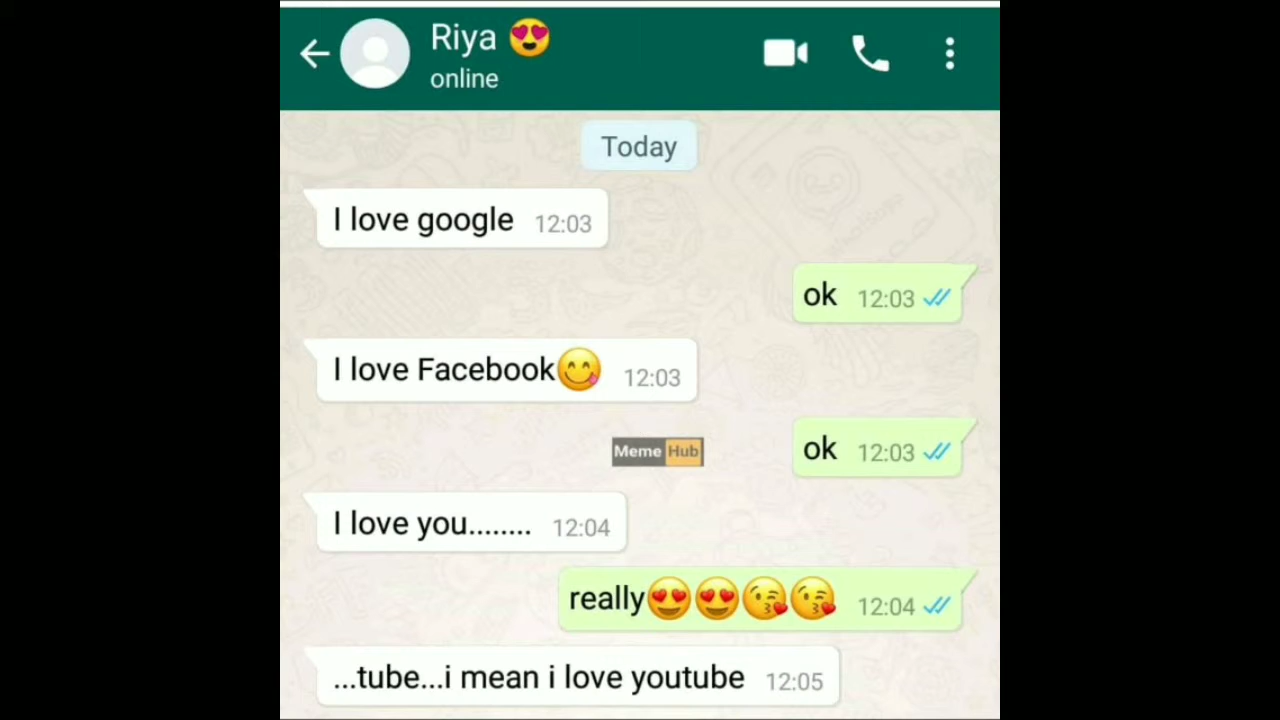 Riya 😍
online
Today
I love google 12:03
ok 12:03
I love Facebook😋 12:03
ok 12:03
Meme Hub
I love you........ 12:04
really😍😍😘😘 12:04
...tube...i mean i love youtube 12:05